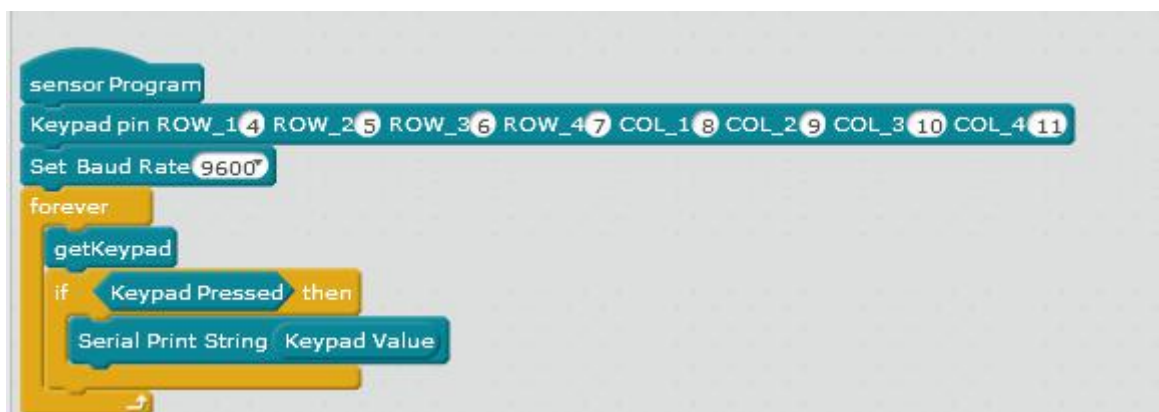 sensor Program
Keypad pin ROW_1 4 ROW_2 5 ROW_3 6 ROW_4 7 COL_1 8 COL_2 9 COL_3 10 COL_4 11
Set Baud Rate 9600
forever
getKeypad
if Keypad Pressed then
Serial Print String Keypad Value